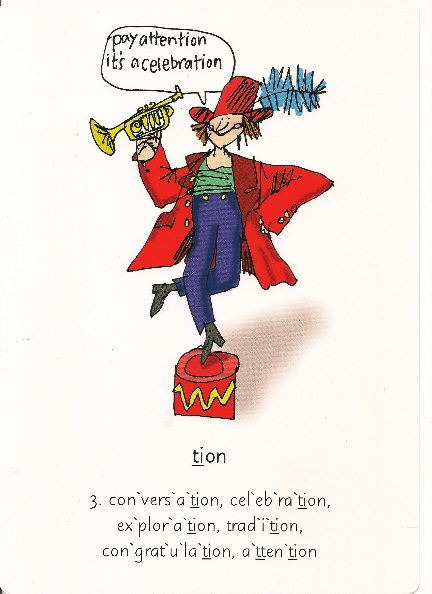 pay attention
it's a celebration
tion
3. con`vers`a`tion, cel`eb`ra`tion,
ex`plor`a`tion, trad`i`tion,
con`grat`u`la`tion, a`tten`tion